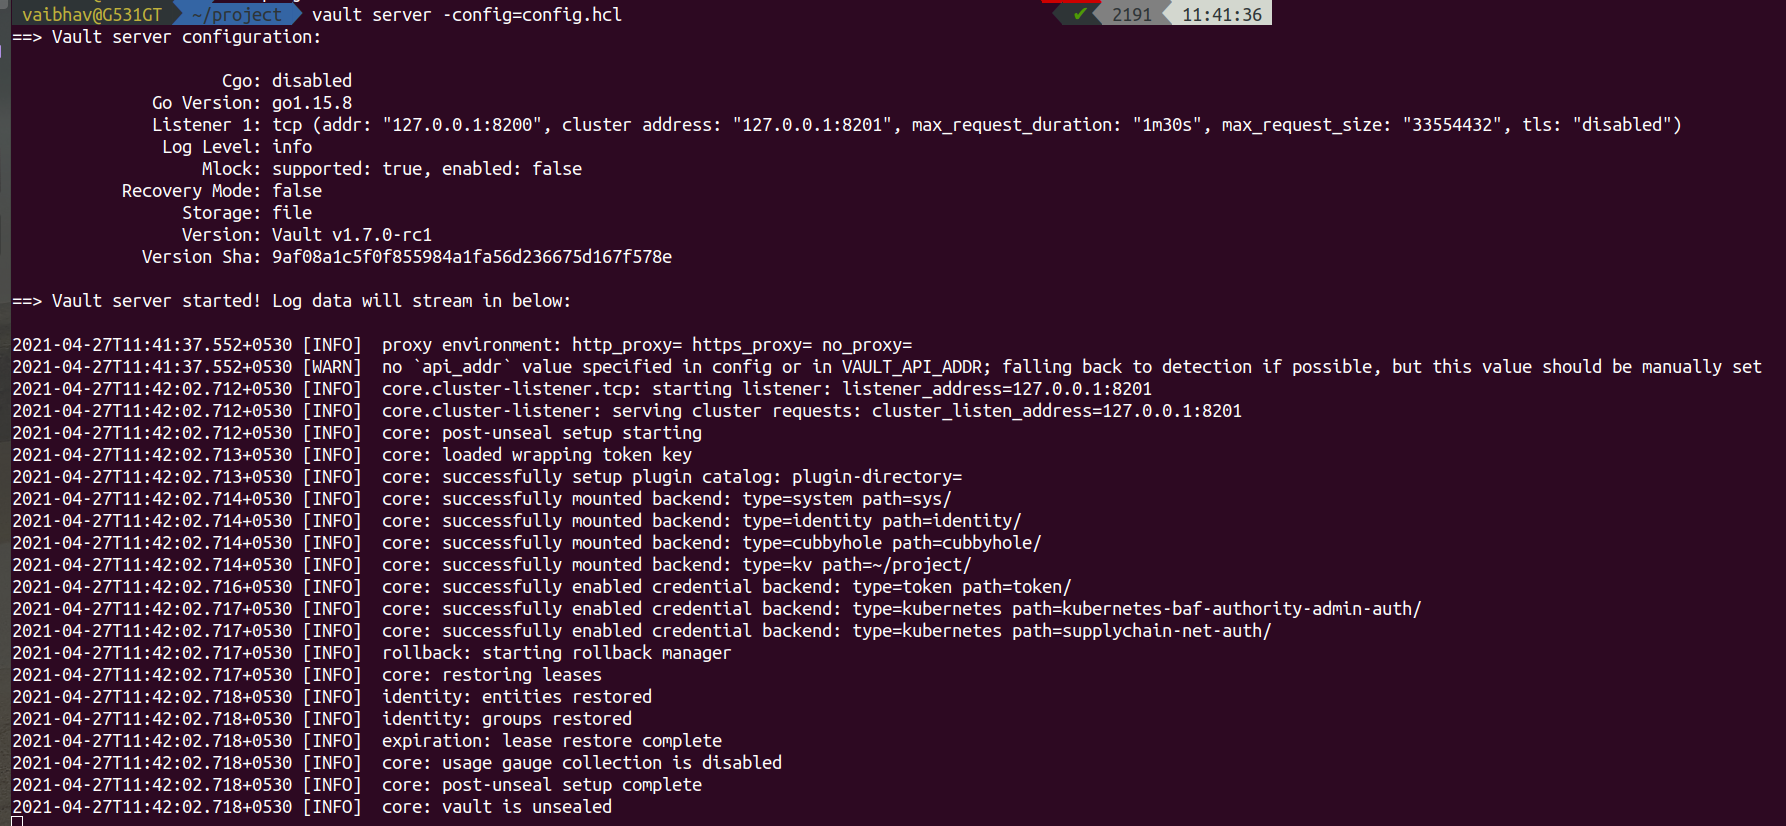 vaibhav@G531GT ~/project vault server -config=config.hcl ✔ 2191 11:41:36
==> Vault server configuration:
Cgo: disabled
Go Version: go1.15.8
Listener 1: tcp (addr: "127.0.0.1:8200", cluster address: "127.0.0.1:8201", max_request_duration: "1m30s", max_request_size: "33554432", tls: "disabled")
Log Level: info
Mlock: supported: true, enabled: false
Recovery Mode: false
Storage: file
Version: Vault v1.7.0-rc1
Version Sha: 9af08a1c5f0f855984a1fa56d236675d167f578e
==> Vault server started! Log data will stream in below:
2021-04-27T11:41:37.552+0530 [INFO]  proxy environment: http_proxy= https_proxy= no_proxy=
2021-04-27T11:41:37.552+0530 [WARN]  no `api_addr` value specified in config or in VAULT_API_ADDR; falling back to detection if possible, but this value should be manually set
2021-04-27T11:42:02.712+0530 [INFO]  core.cluster-listener.tcp: starting listener: listener_address=127.0.0.1:8201
2021-04-27T11:42:02.712+0530 [INFO]  core.cluster-listener: serving cluster requests: cluster_listen_address=127.0.0.1:8201
2021-04-27T11:42:02.712+0530 [INFO]  core: post-unseal setup starting
2021-04-27T11:42:02.713+0530 [INFO]  core: loaded wrapping token key
2021-04-27T11:42:02.713+0530 [INFO]  core: successfully setup plugin catalog: plugin-directory=
2021-04-27T11:42:02.714+0530 [INFO]  core: successfully mounted backend: type=system path=sys/
2021-04-27T11:42:02.714+0530 [INFO]  core: successfully mounted backend: type=identity path=identity/
2021-04-27T11:42:02.714+0530 [INFO]  core: successfully mounted backend: type=cubbyhole path=cubbyhole/
2021-04-27T11:42:02.714+0530 [INFO]  core: successfully mounted backend: type=kv path=~/project/
2021-04-27T11:42:02.716+0530 [INFO]  core: successfully enabled credential backend: type=token path=token/
2021-04-27T11:42:02.717+0530 [INFO]  core: successfully enabled credential backend: type=kubernetes path=kubernetes-baf-authority-admin-auth/
2021-04-27T11:42:02.717+0530 [INFO]  core: successfully enabled credential backend: type=kubernetes path=supplychain-net-auth/
2021-04-27T11:42:02.717+0530 [INFO]  rollback: starting rollback manager
2021-04-27T11:42:02.717+0530 [INFO]  core: restoring leases
2021-04-27T11:42:02.718+0530 [INFO]  identity: entities restored
2021-04-27T11:42:02.718+0530 [INFO]  identity: groups restored
2021-04-27T11:42:02.718+0530 [INFO]  expiration: lease restore complete
2021-04-27T11:42:02.718+0530 [INFO]  core: usage gauge collection is disabled
2021-04-27T11:42:02.718+0530 [INFO]  core: post-unseal setup complete
2021-04-27T11:42:02.718+0530 [INFO]  core: vault is unsealed